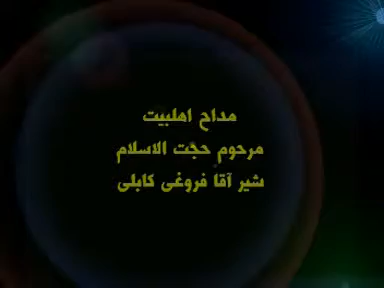 مداح اهلبیت
مرحوم حجت الاسلام
شیر آقا فروغی کابلی